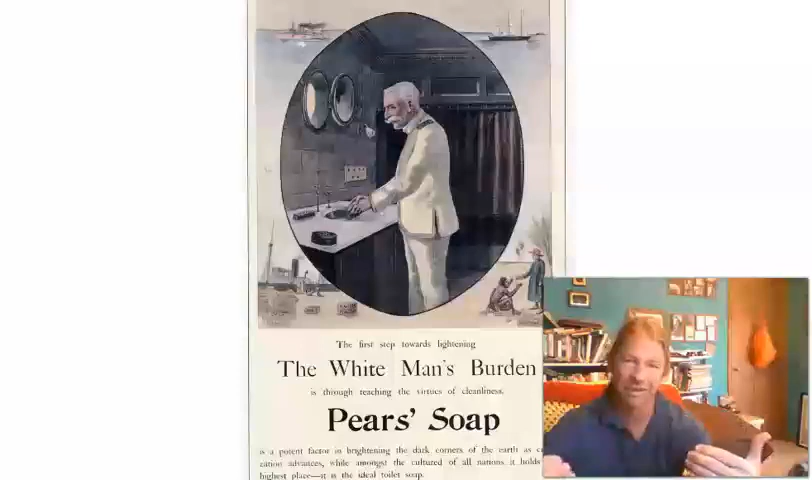 The first step towards lightening
The White Man's Burden
is through teaching the virtues of cleanliness.
Pears' Soap
is a potent factor in brightening the dark corners of the earth as
zation advances, while amongst the cultured of all nations it holds
highest place—it is the ideal toilet soap.